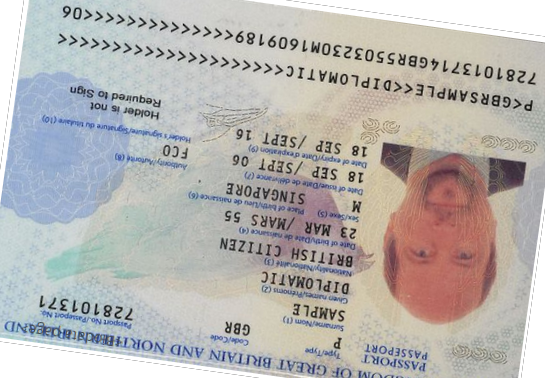 DOM OF GREAT BRITAIN AND NORTHERN IRELAND
PASSPORT
PASSEPORT
Type/Type
P
Code/Code
GBR
Passport No./Passeport No.
728101371
Surname/Nom (1)
SAMPLE
Given names/Prénoms (2)
DIPLOMATIC
Nationality/Nationalité (3)
BRITISH CITIZEN
Date of birth/Date de naissance (4)
23 MAR /MARS 55
Sex/Sexe (5) Place of birth/Lieu de naissance (6)
M SINGAPORE
Date of issue/Date de délivrance (7)
18 SEP /SEPT 06
Authority/Autorité (8)
FCO
Date of expiry/Date d'expiration (9)
18 SEP /SEPT 16
Holder's signature/Signature du titulaire (10)
Holder is not
Required to Sign
P<GBRSAMPLE<<DIPLOMATIC<<<<<<<<<<<<<<<<<<<<<
7281013714GBR5503230M1609189<<<<<<<<<<<<<<06